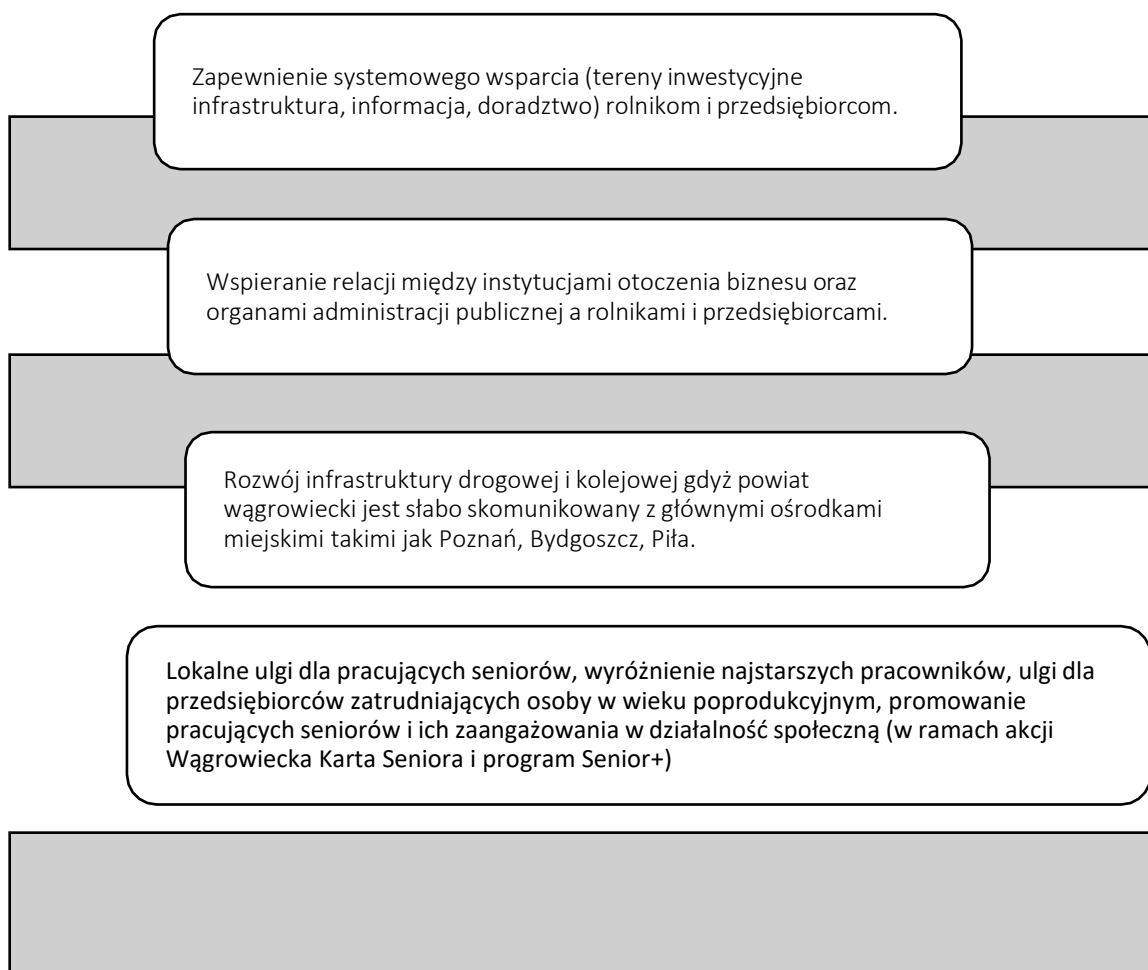 Zapewnienie systemowego wsparcia (tereny inwestycyjne
infrastruktura, informacja, doradztwo) rolnikom i przedsiębiorcom.
Wspieranie relacji między instytucjami otoczenia biznesu oraz
organami administracji publicznej a rolnikami i przedsiębiorcami.
Rozwój infrastruktury drogowej i kolejowej gdyż powiat
wągrowiecki jest słabo skomunikowany z głównymi ośrodkami
miejskimi takimi jak Poznań, Bydgoszcz, Piła.
Lokalne ulgi dla pracujących seniorów, wyróżnienie najstarszych pracowników, ulgi dla
przedsiębiorców zatrudniających osoby w wieku poprodukcyjnym, promowanie
pracujących seniorów i ich zaangażowania w działalność społeczną (w ramach akcji
Wągrowiecka Karta Seniora i program Senior+)